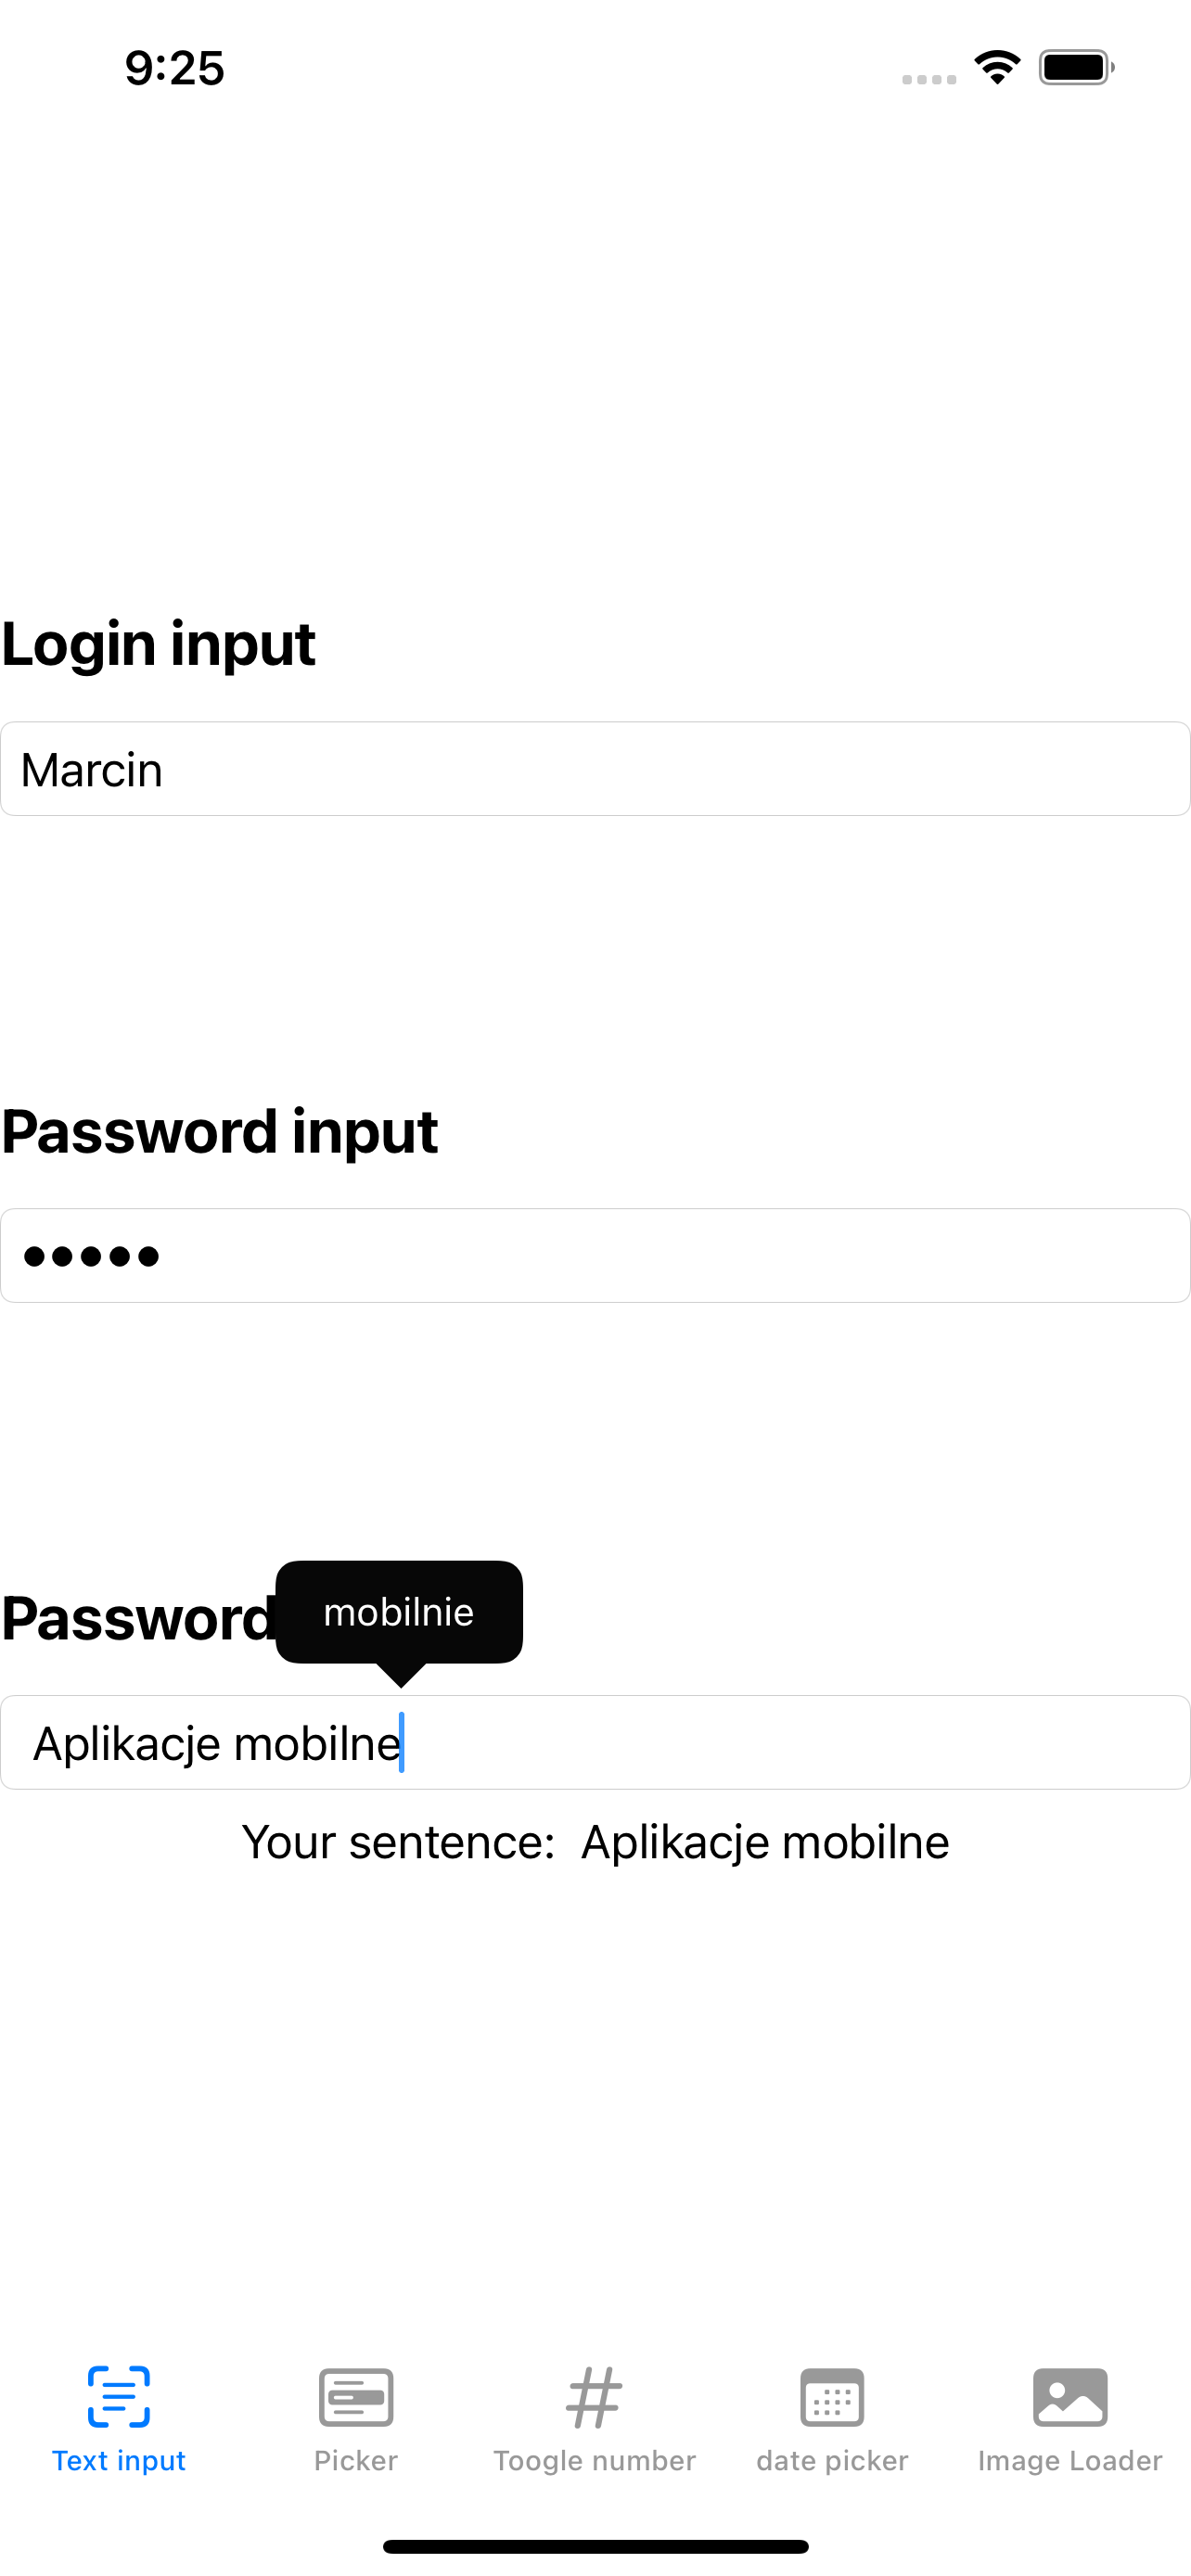 9:25
Login input
Marcin
Password input
•••••
Password
mobilnie
Aplikacje mobilne
Your sentence: Aplikacje mobilne
Text input
Picker
Toogle number
date picker
Image Loader